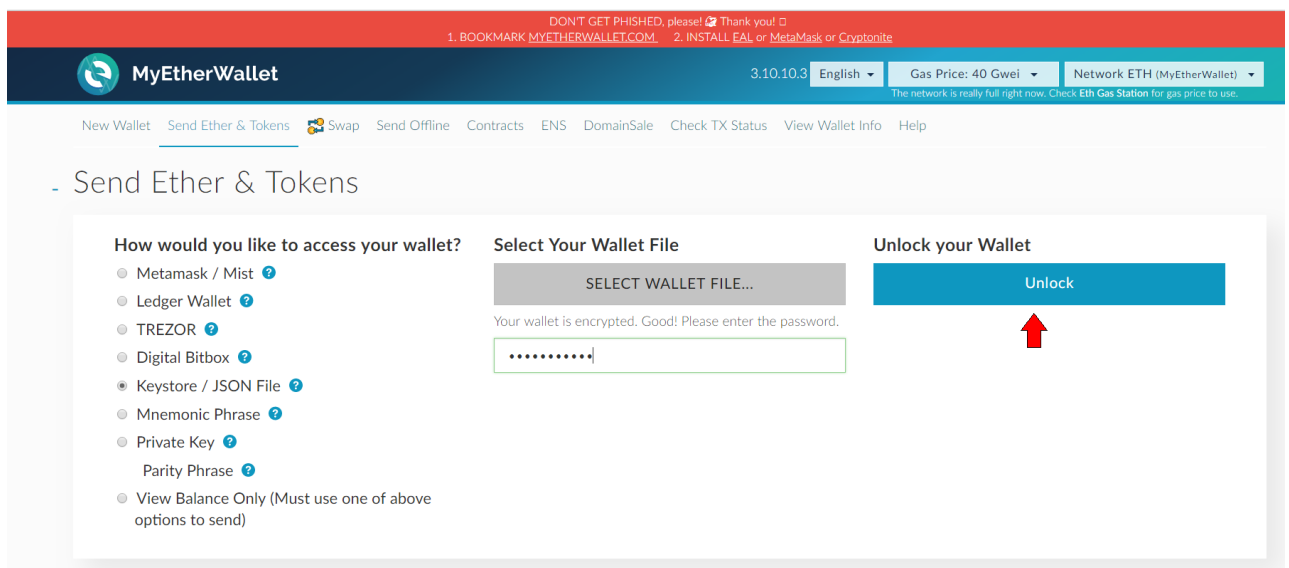 DON'T GET PHISHED, please! Thank you!
1. BOOKMARK MYETHERWALLET.COM 2. INSTALL EAL or MetaMask or Cryptonite
MyEtherWallet
3.10.10.3 English Gas Price: 40 Gwei Network ETH (MyEtherWallet)
The network is really full right now. Check Eth Gas Station for gas price to use.
New Wallet Send Ether & Tokens Swap Send Offline Contracts ENS DomainSale Check TX Status View Wallet Info Help
- Send Ether & Tokens
How would you like to access your wallet?
Metamask / Mist ?
Ledger Wallet ?
TREZOR ?
Digital Bitbox ?
Keystore / JSON File ?
Mnemonic Phrase ?
Private Key ?
Parity Phrase ?
View Balance Only (Must use one of above
options to send)
Select Your Wallet File
SELECT WALLET FILE...
Your wallet is encrypted. Good! Please enter the password.
•••••••••••
Unlock your Wallet
Unlock